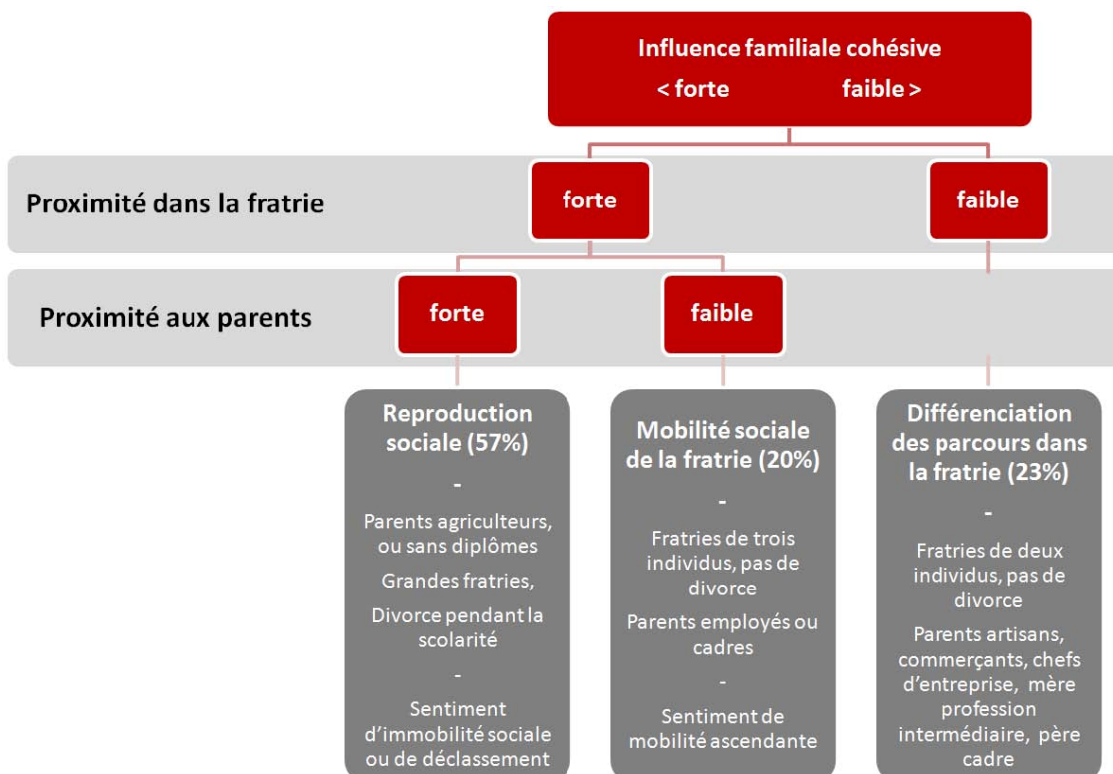 Influence familiale cohésive
< forte faible >
Proximité dans la fratrie
forte
faible
Proximité aux parents
forte
faible
Reproduction
sociale (57%)
-
Parents agriculteurs,
ou sans diplômes
Grandes fratries,
Divorce pendant la
scolarité
-
Sentiment
d'immobilité sociale
ou de déclassement
Mobilité sociale
de la fratrie (20%)
-
Fratries de trois
individus, pas de
divorce
Parents employés ou
cadres
-
Sentiment de
mobilité ascendante
Différenciation
des parcours dans
la fratrie (23%)
-
Fratries de deux
individus, pas de
divorce
Parents artisans,
commerçants, chefs
d'entreprise, mère
profession
intermédiaire, père
cadre